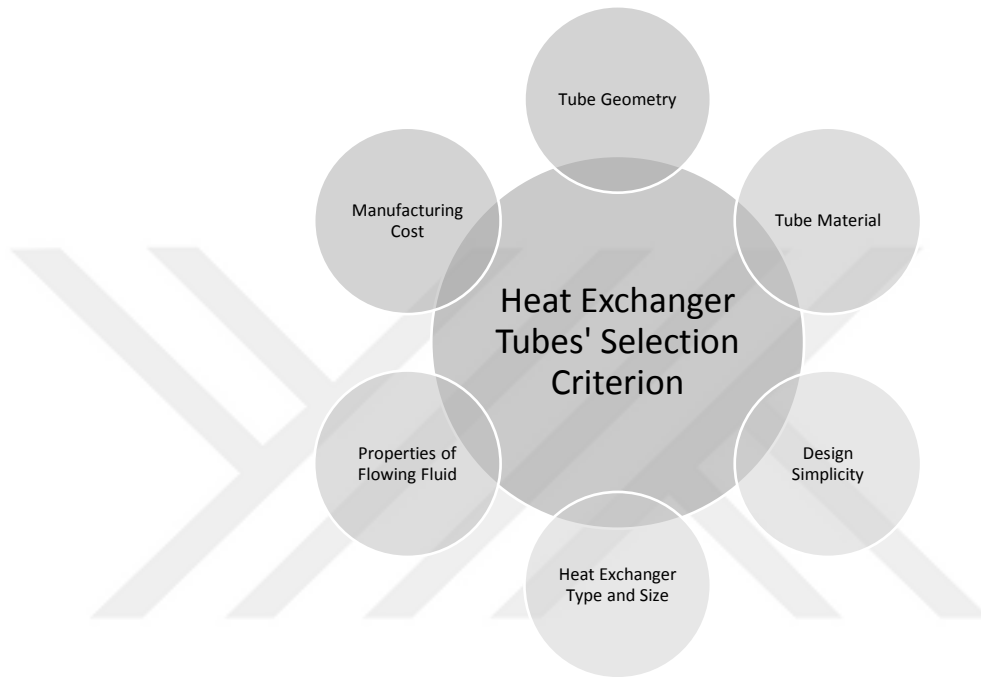 Tube Geometry
Manufacturing
Cost
Tube Material
Heat Exchanger
Tubes' Selection
Criterion
Properties of
Flowing Fluid
Design
Simplicity
Heat Exchanger
Type and Size